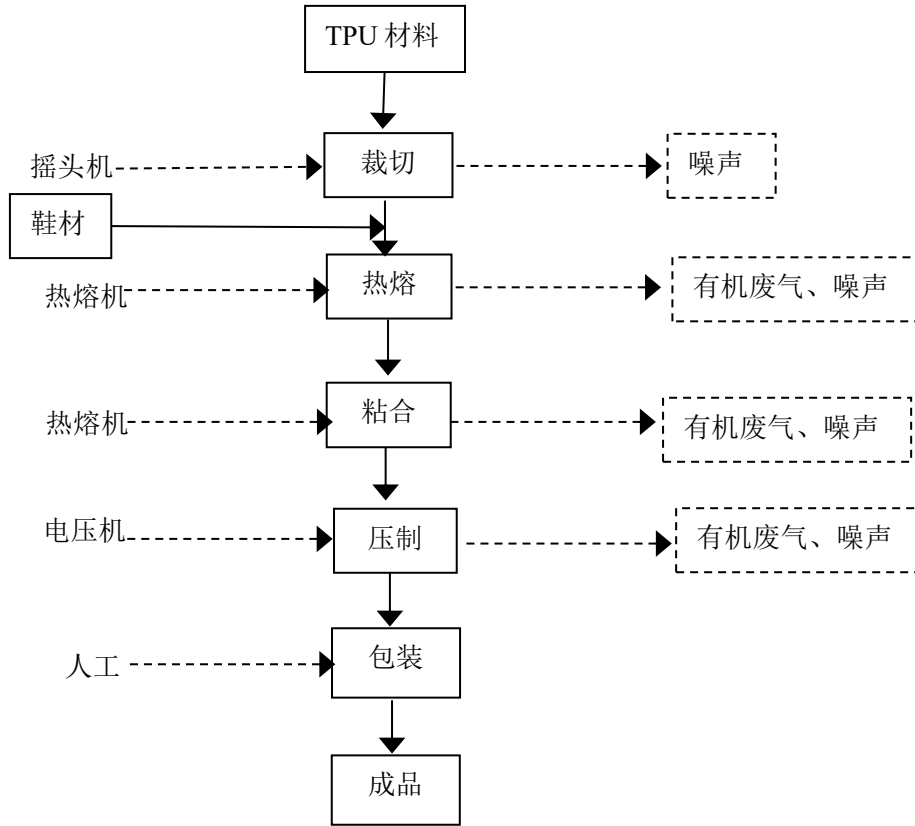 TPU 材料
摇头机
裁切
噪声
鞋材
热熔机
热熔
有机废气、噪声
热熔机
粘合
有机废气、噪声
电压机
压制
有机废气、噪声
人工
包装
成品